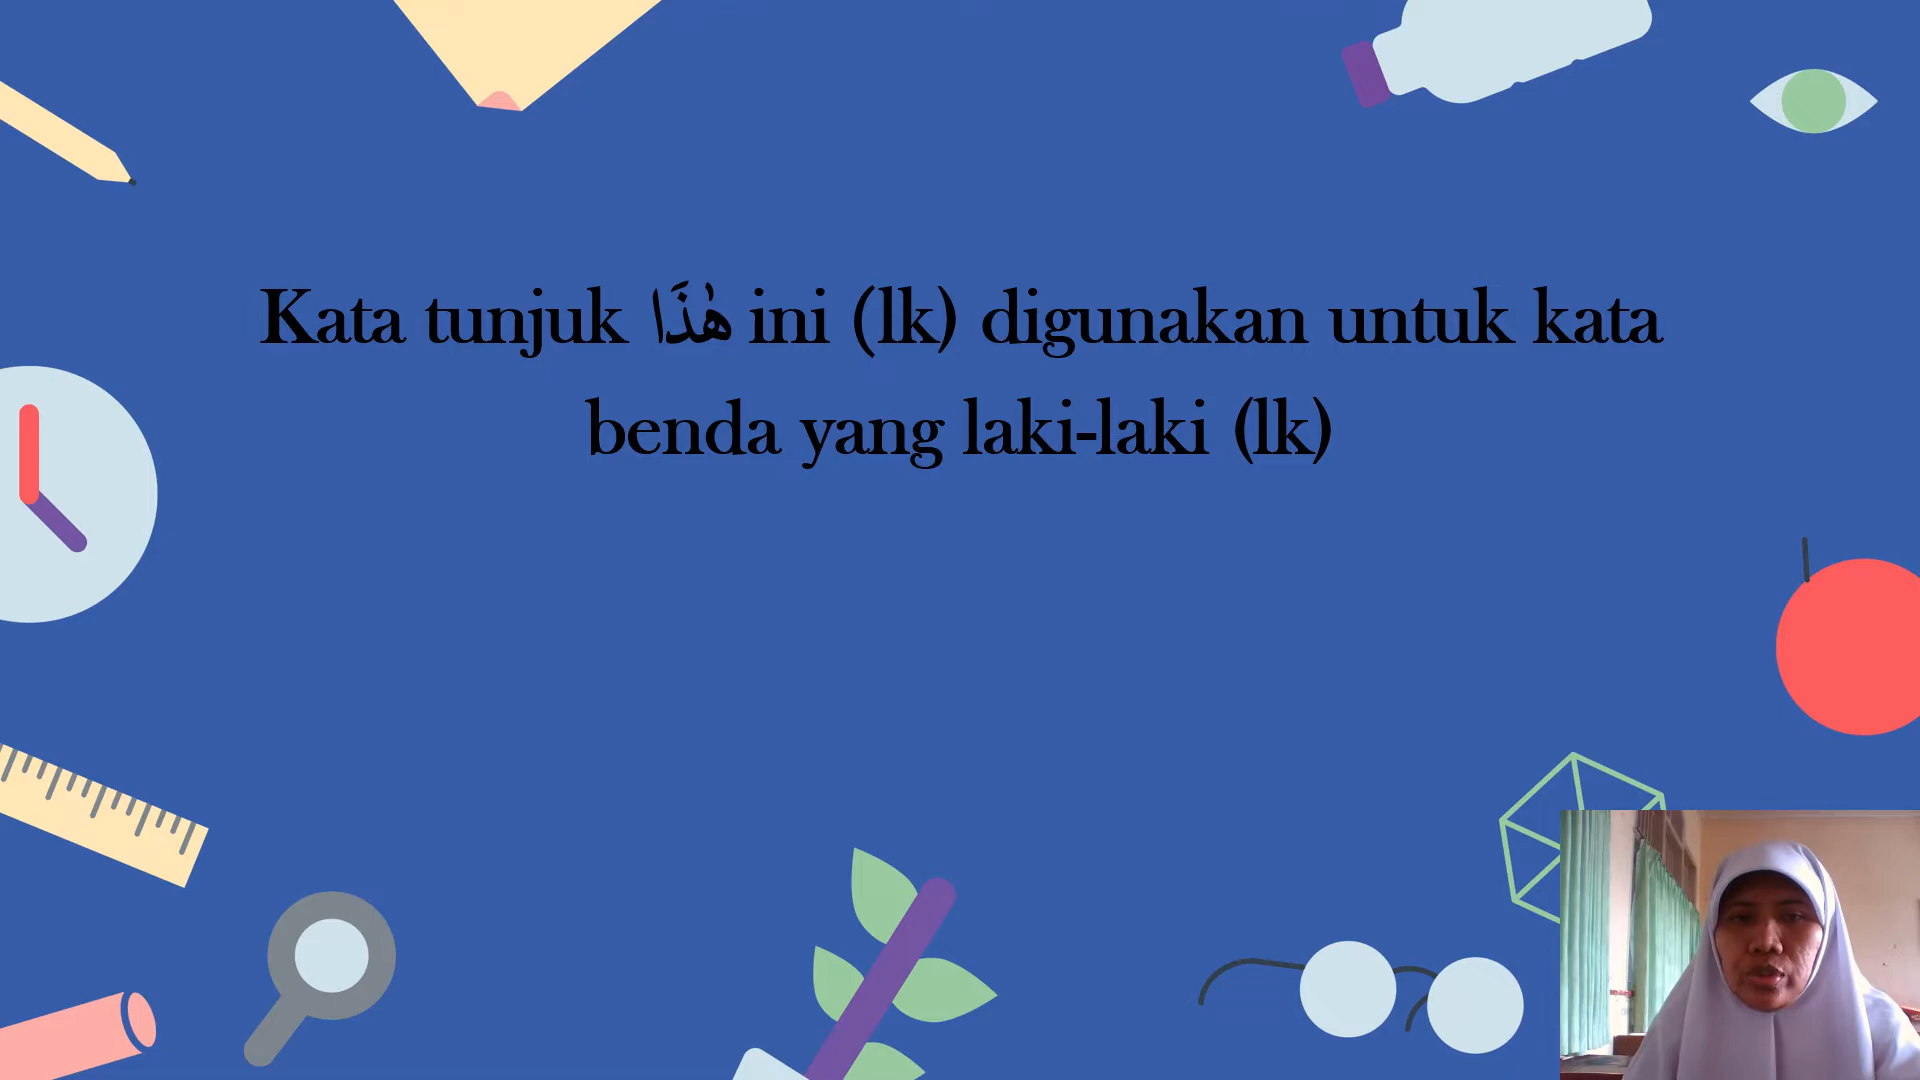 Kata tunjuk هٰذَا ini (lk) digunakan untuk kata
benda yang laki-laki (lk)